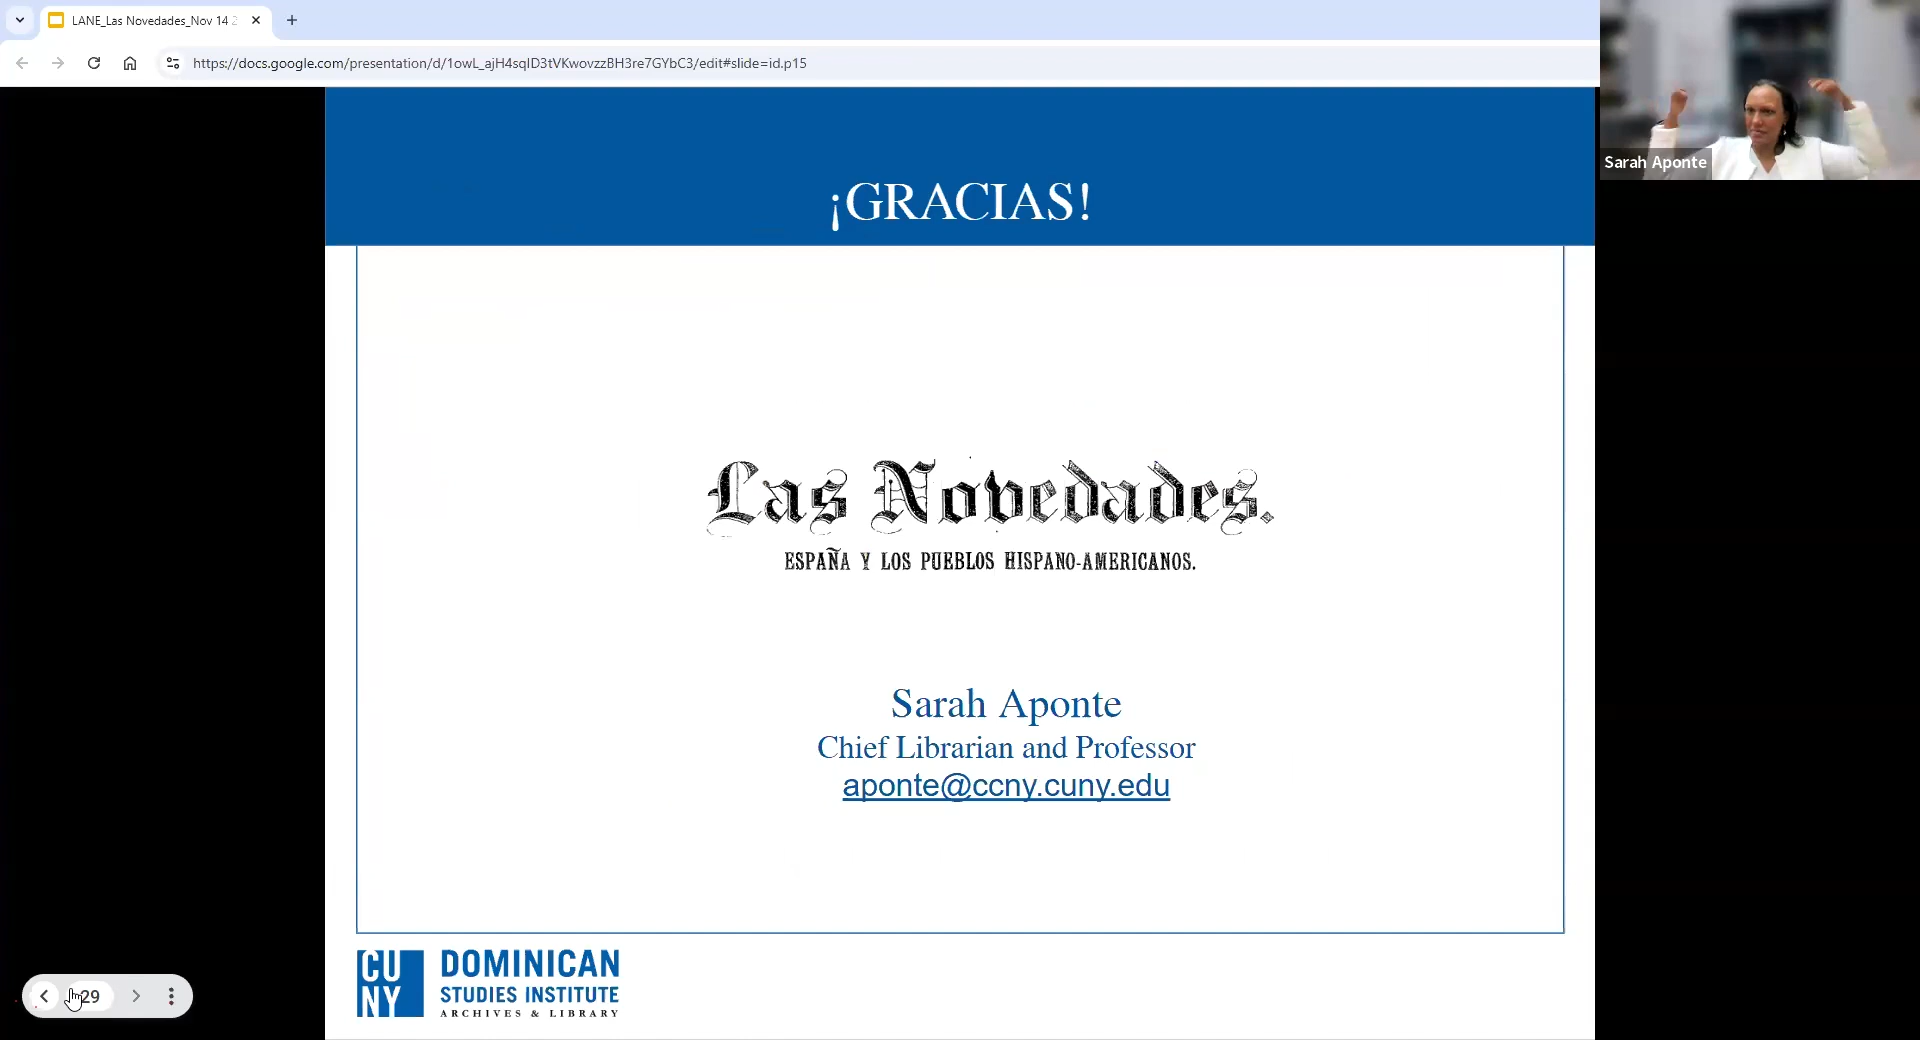 LANE_Las Novedades_Nov 14 2
https://docs.google.com/presentation/d/1owL_ajH4sqID3tVKwovzzBH3re7GYbC3/edit#slide=id.p15
Sarah Aponte
¡GRACIAS!
Las Novedades.
ESPAÑA Y LOS PUEBLOS HISPANO-AMERICANOS.
Sarah Aponte
Chief Librarian and Professor
aponte@ccny.cuny.edu
CU
NY
DOMINICAN
STUDIES INSTITUTE
ARCHIVES & LIBRARY
29